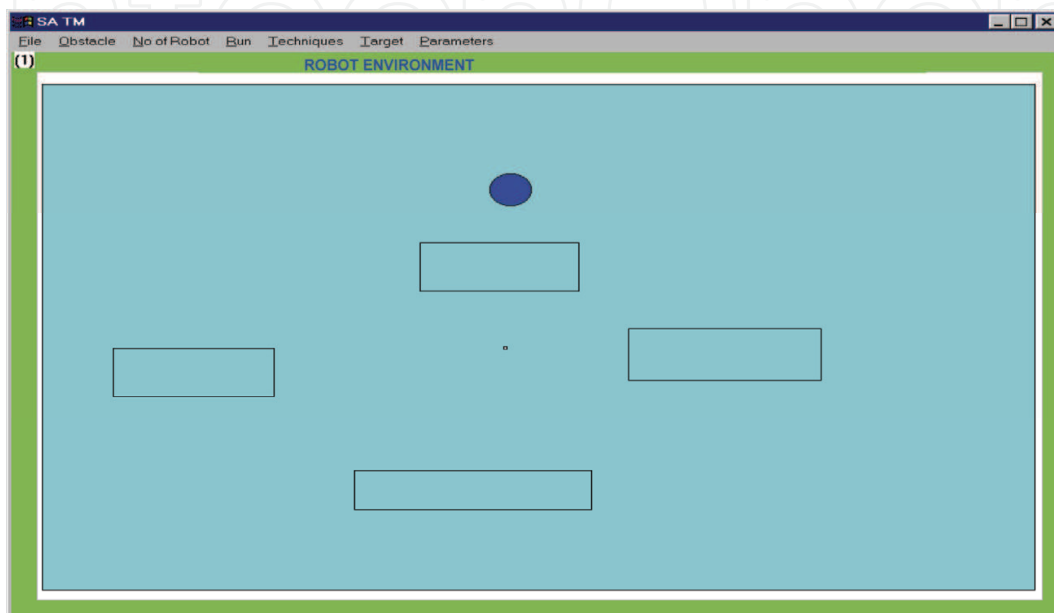 SA TM
File Obstacle No of Robot Run Techniques Target Parameters
(1)
ROBOT ENVIRONMENT